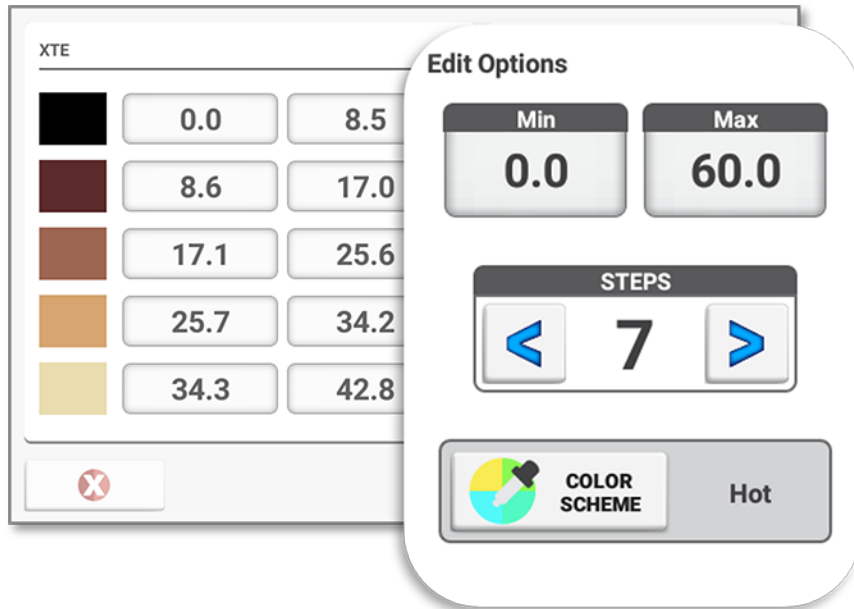 XTE
0.0 8.5
8.6 17.0
17.1 25.6
25.7 34.2
34.3 42.8
Edit Options
Min Max
0.0 60.0
STEPS
< 7 >
COLOR
SCHEME
Hot